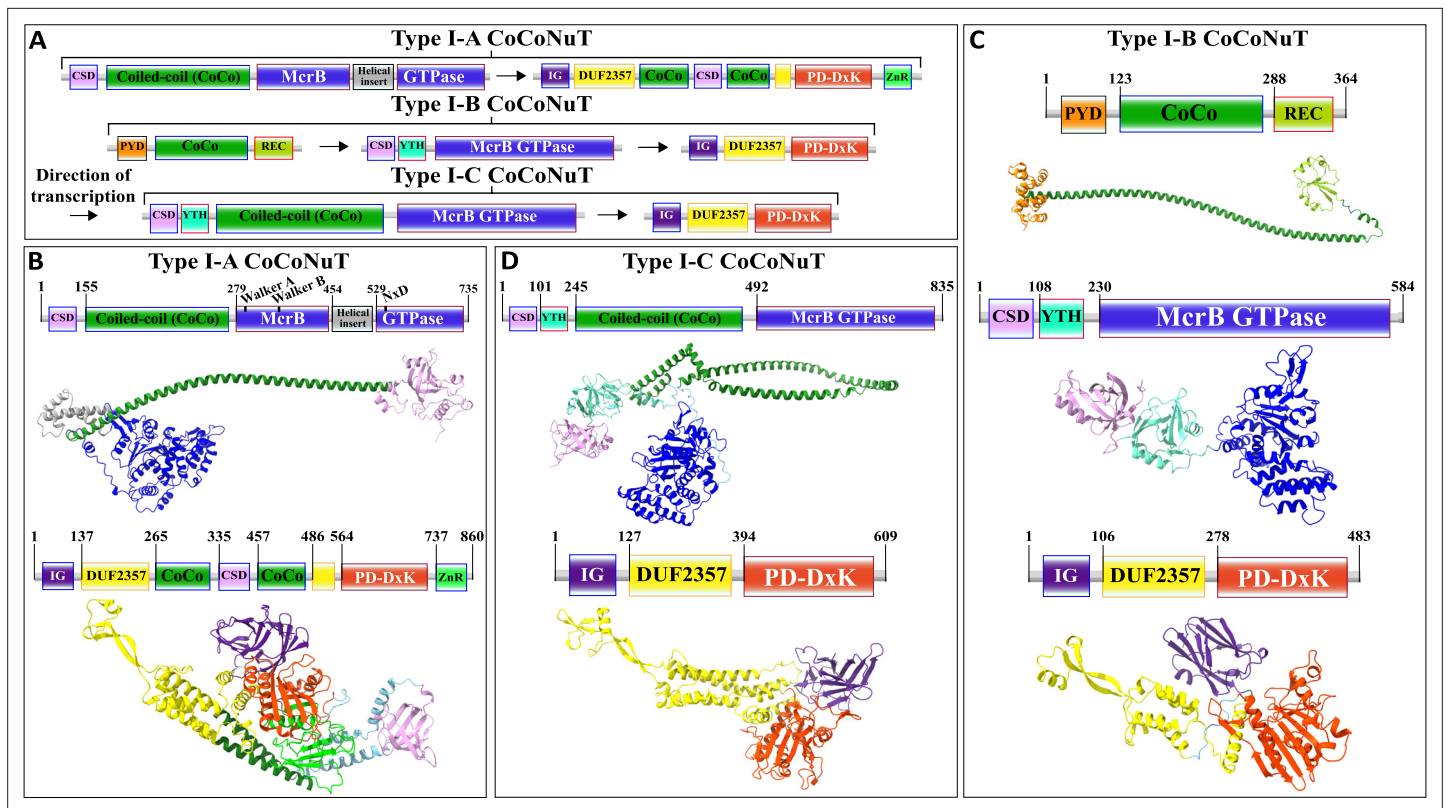 A
Type I-A CoCoNuT
CSD Coiled-coil (CoCo) McrB Helical insert GTPase IG DUF2357 CoCo CSD CoCo PD-DxK ZnR
Type I-B CoCoNuT
PYD CoCo REC CSD YTH McrB GTPase IG DUF2357 PD-DxK
Direction of
transcription
Type I-C CoCoNuT
CSD YTH Coiled-coil (CoCo) McrB GTPase IG DUF2357 PD-DxK
B
Type I-A CoCoNuT
1 155 279 Walker A Walker B 454 529 NxD 735
CSD Coiled-coil (CoCo) McrB Helical insert GTPase
1 137 265 335 457 486 564 737 860
IG DUF2357 CoCo CSD CoCo PD-DxK ZnR
D
Type I-C CoCoNuT
1 101 245 492 835
CSD YTH Coiled-coil (CoCo) McrB GTPase
1 127 394 609
IG DUF2357 PD-DxK
C
Type I-B CoCoNuT
1 123 288 364
PYD CoCo REC
1 108 230 584
CSD YTH McrB GTPase
1 106 278 483
IG DUF2357 PD-DxK